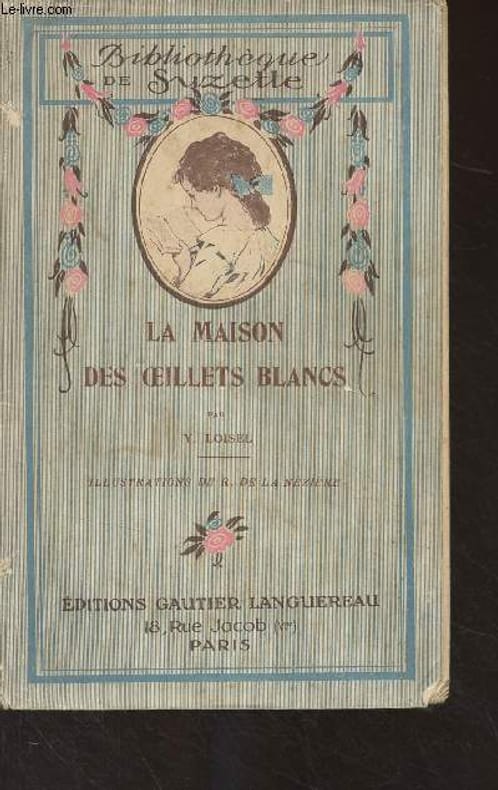 Le-livre.com
Bibliothèque
DE Suzette
LA MAISON
DES ŒILLETS BLANCS
PAR
Y. LOISEL
ILLUSTRATIONS DE R. DE LA NÉZIÈRE
ÉDITIONS GAUTIER LANGUEREAU
18, Rue Jacob (VIe)
PARIS